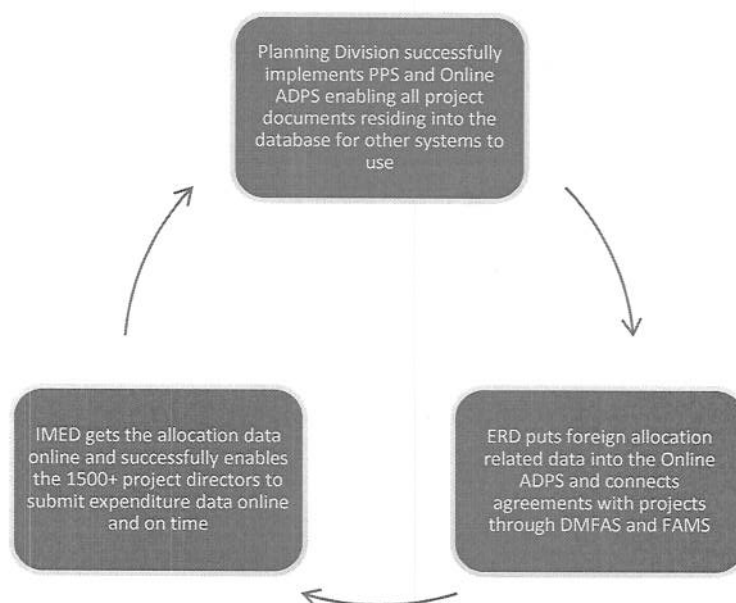 Planning Division successfully
implements PPS and Online
ADPS enabling all project
documents residing into the
database for other systems to
use
IMED gets the allocation data
online and successfully enables
the 1500+ project directors to
submit expenditure data online
and on time
ERD puts foreign allocation
related data into the Online
ADPS and connects
agreements with projects
through DMFAS and FAMS